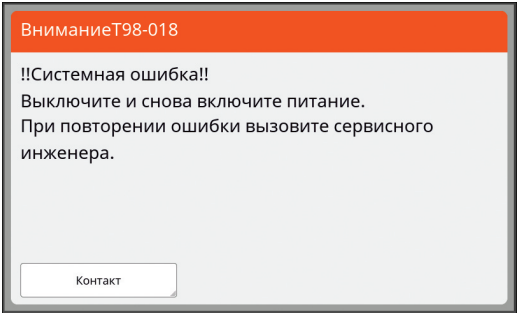 ВниманиеT98-018
!!Системная ошибка!!
Выключите и снова включите питание.
При повторении ошибки вызовите сервисного
инженера.
Контакт